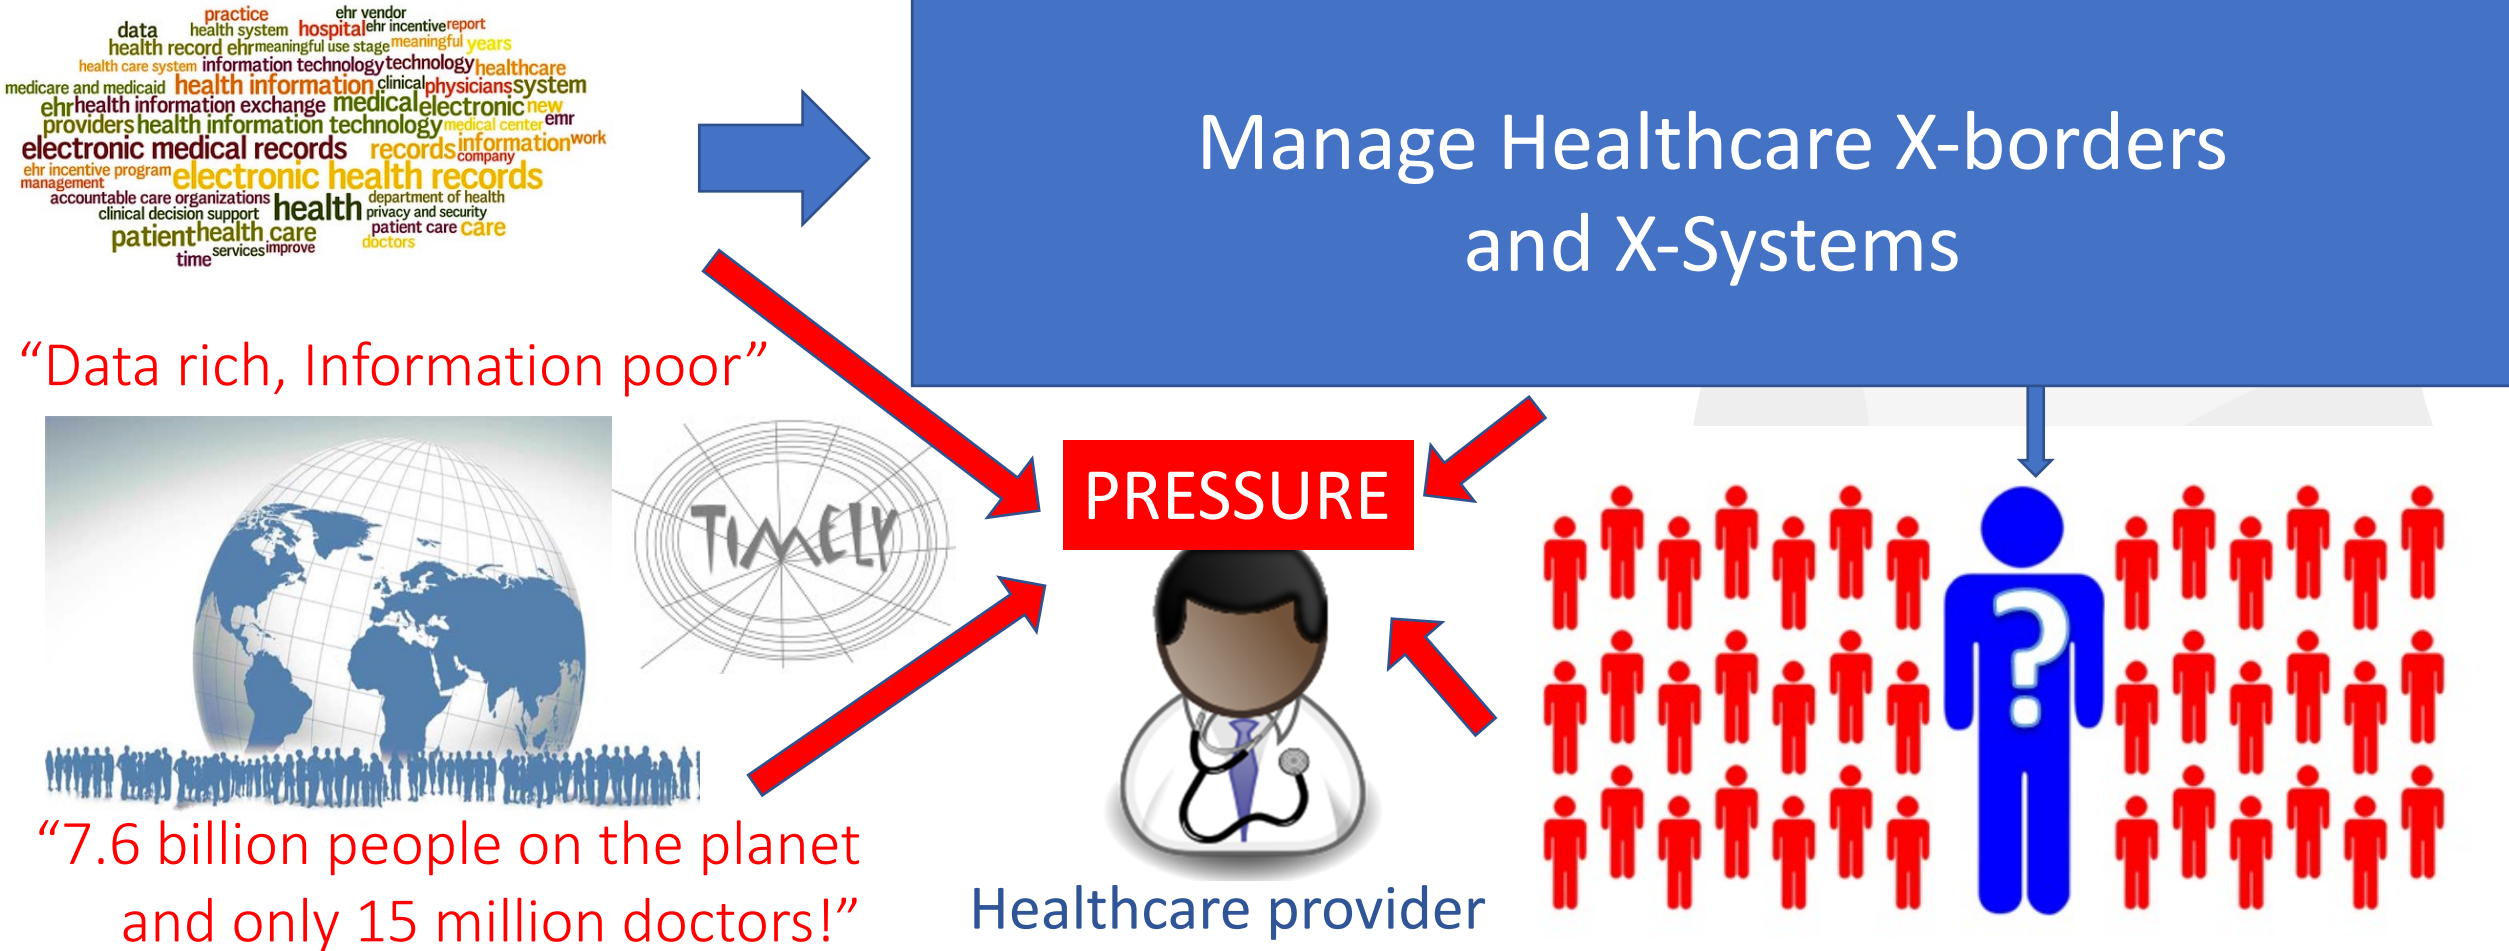 practice ehr vendor
data health system hospital ehr incentive report
health record ehr meaningful use stage meaningful years
health care system information technology technology healthcare
medicare and medicaid health information clinical physicians system
ehr health information exchange medical electronic new
providers health information technology medical center emr
electronic medical records records information work
company
ehr incentive program electronic health records
management
accountable care organizations health department of health
clinical decision support privacy and security
patient health care patient care care
doctors
time services improve
Manage Healthcare X-borders
and X-Systems
“Data rich, Information poor”
TIMELY
PRESSURE
?
“7.6 billion people on the planet
and only 15 million doctors!”
Healthcare provider